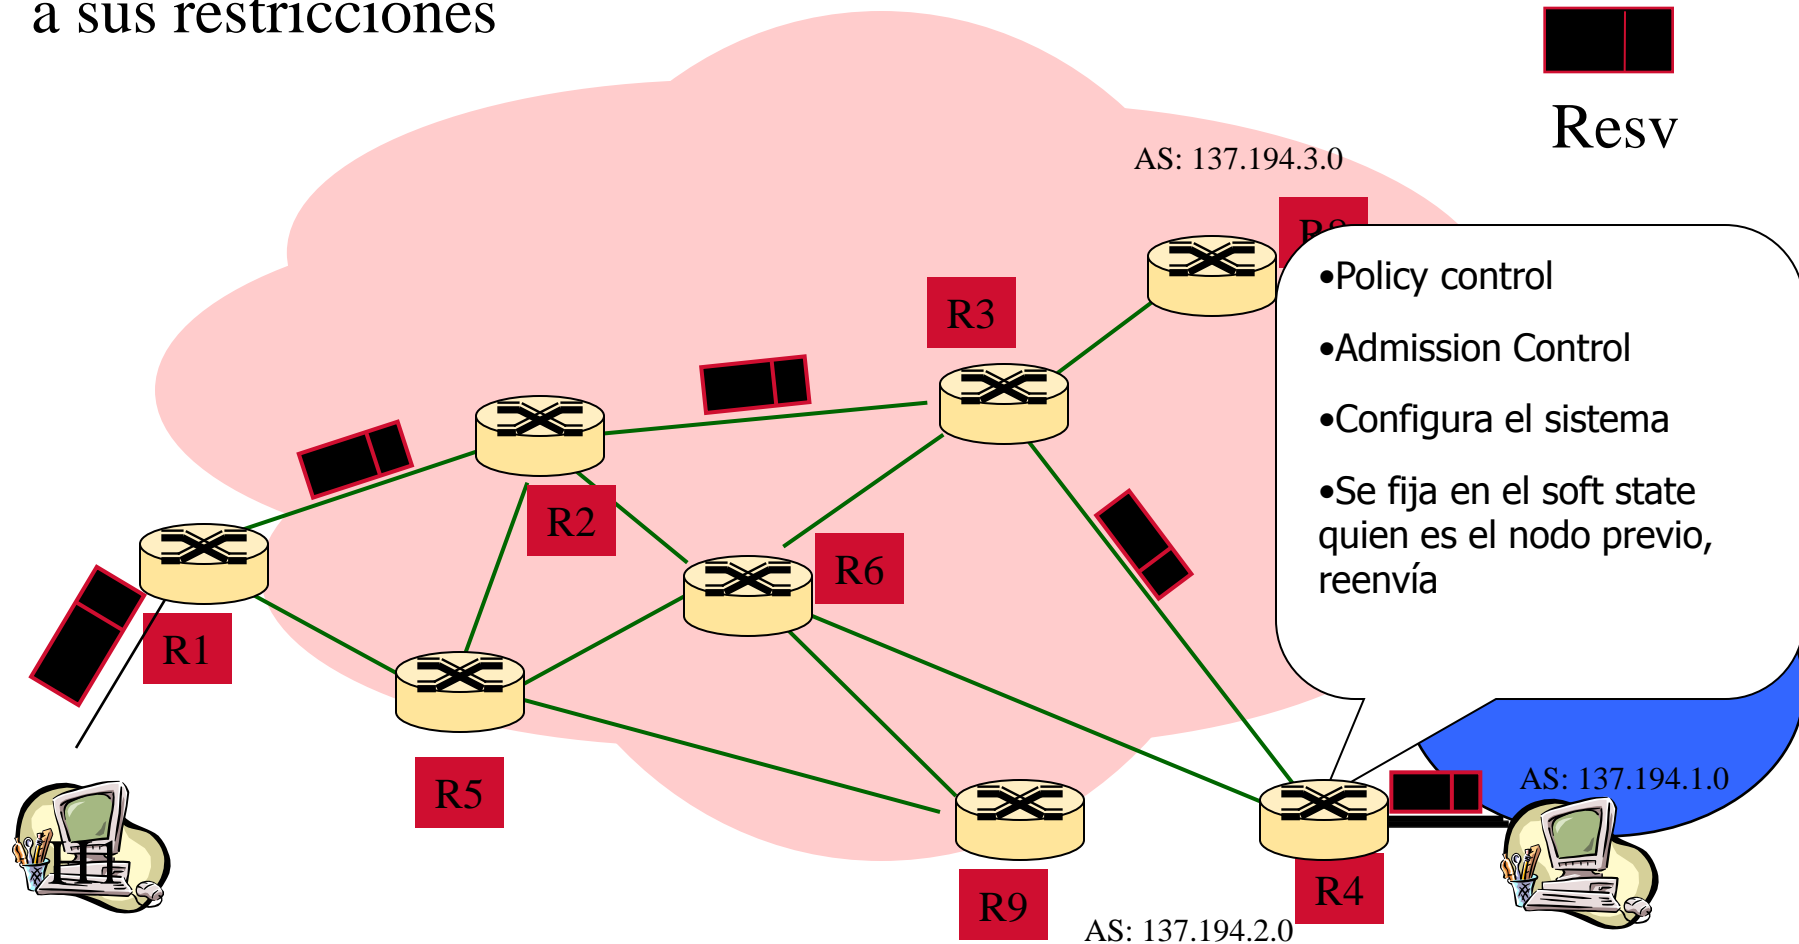 a sus restricciones
Resv
AS: 137.194.3.0
R3
•Policy control
•Admission Control
•Configura el sistema
•Se fija en el soft state
quien es el nodo previo,
reenvía
R2
R6
R1
R5
AS: 137.194.1.0
R9
R4
AS: 137.194.2.0